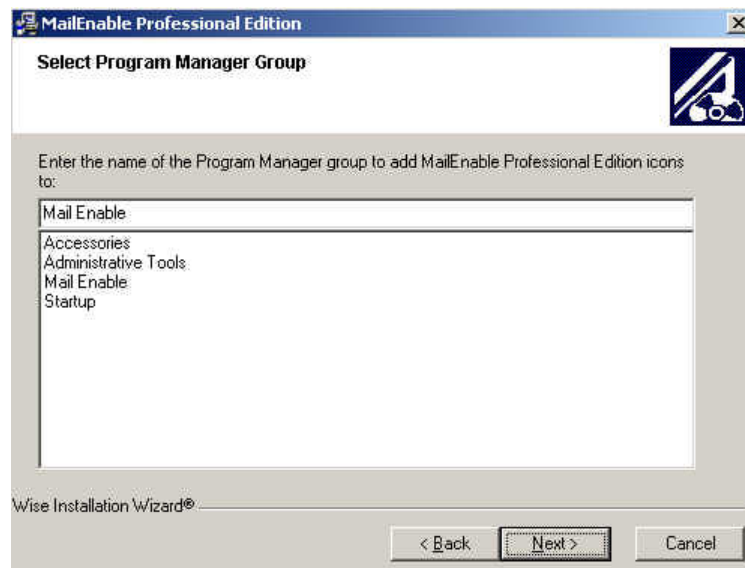 MailEnable Professional Edition
Select Program Manager Group
Enter the name of the Program Manager group to add MailEnable Professional Edition icons
to:
Mail Enable
Accessories
Administrative Tools
Mail Enable
Startup
Wise Installation Wizard®
< Back
Next >
Cancel